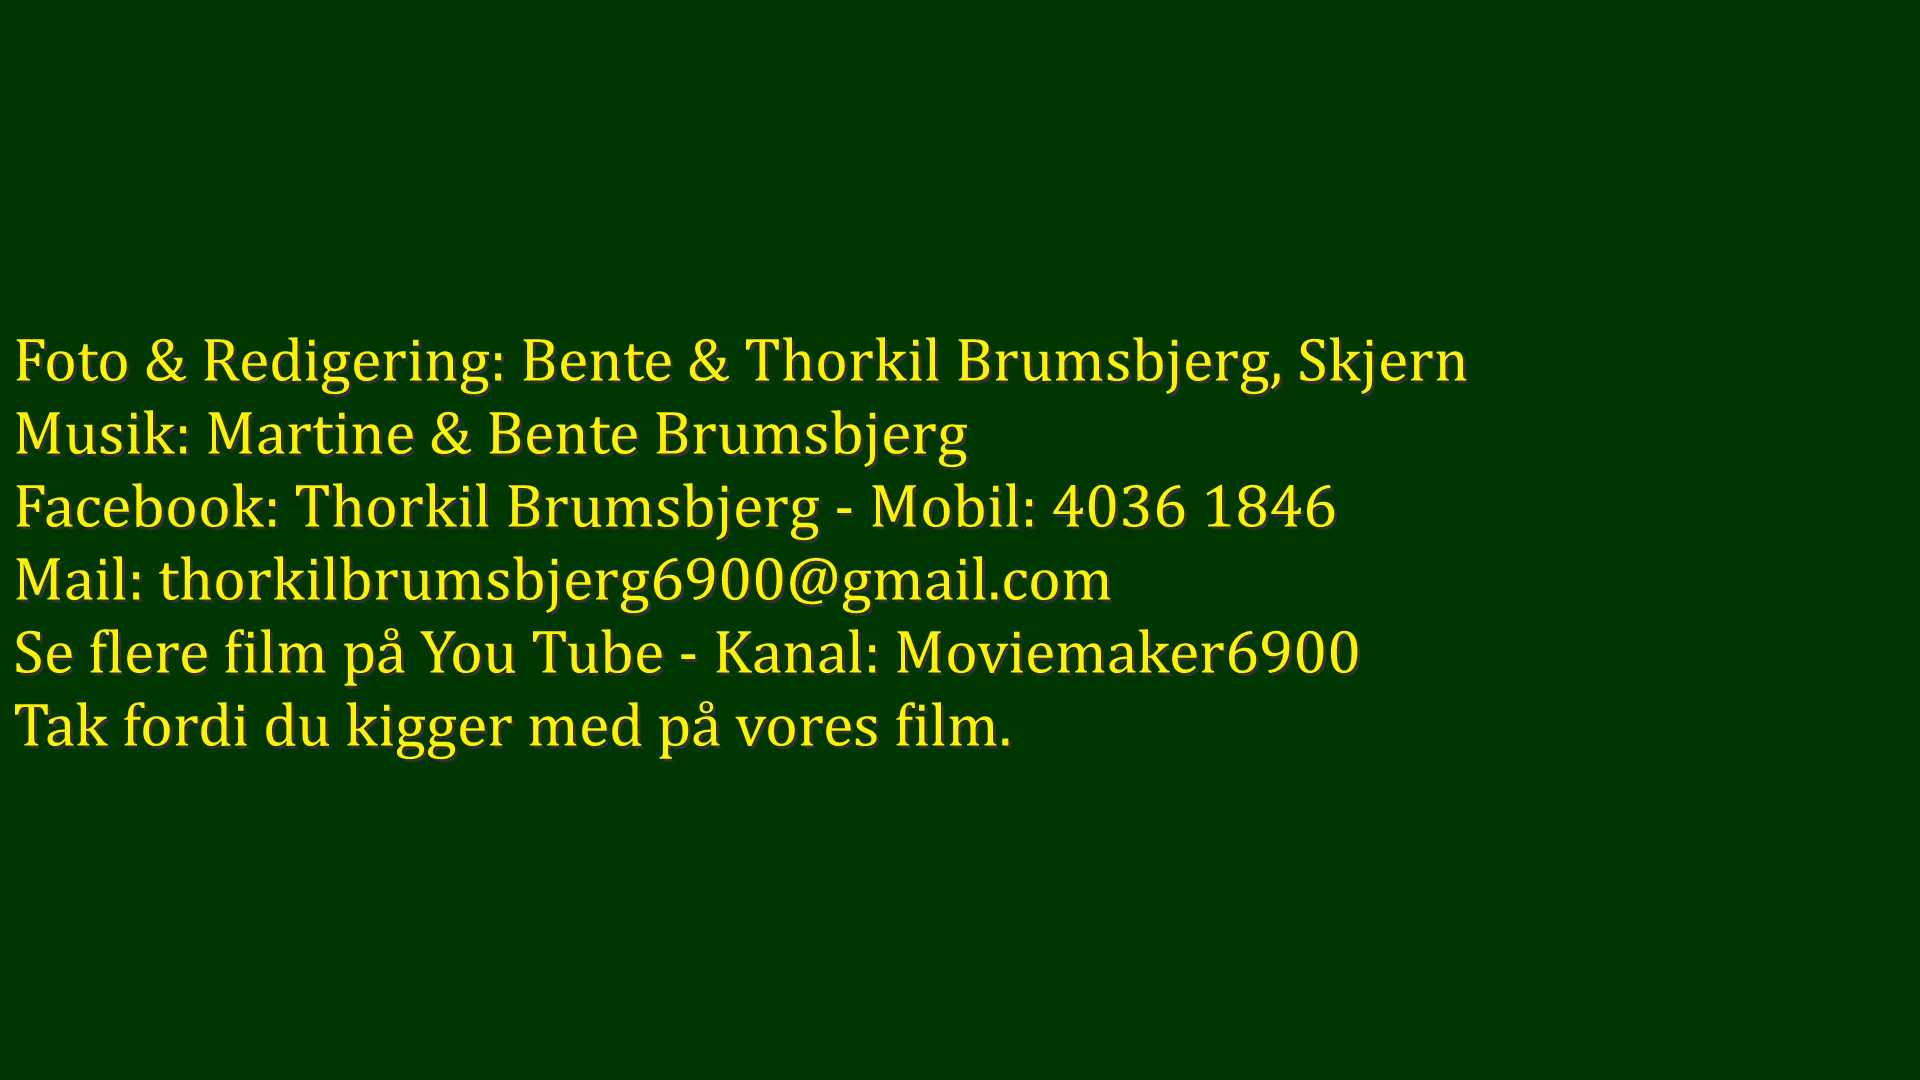 Foto & Redigering: Bente & Thorkil Brumsbjerg, Skjern
Musik: Martine & Bente Brumsbjerg
Facebook: Thorkil Brumsbjerg - Mobil: 4036 1846
Mail: thorkilbrumsbjerg6900@gmail.com
Se flere film på You Tube - Kanal: Moviemaker6900
Tak fordi du kigger med på vores film.